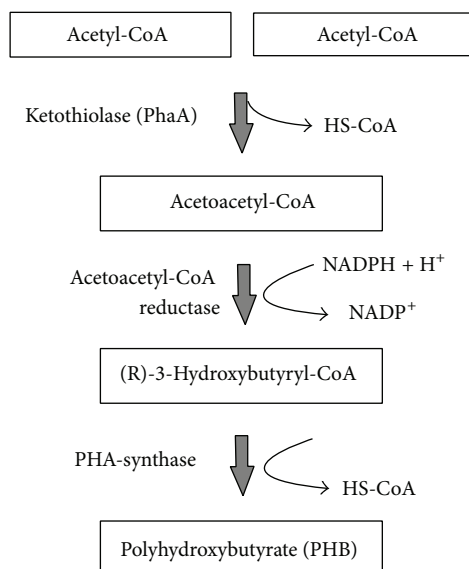 Acetyl-CoA
Acetyl-CoA
Ketothiolase (PhaA)
HS-CoA
Acetoacetyl-CoA
Acetoacetyl-CoA
reductase
NADPH + H⁺
NADP⁺
(R)-3-Hydroxybutyryl-CoA
PHA-synthase
HS-CoA
Polyhydroxybutyrate (PHB)